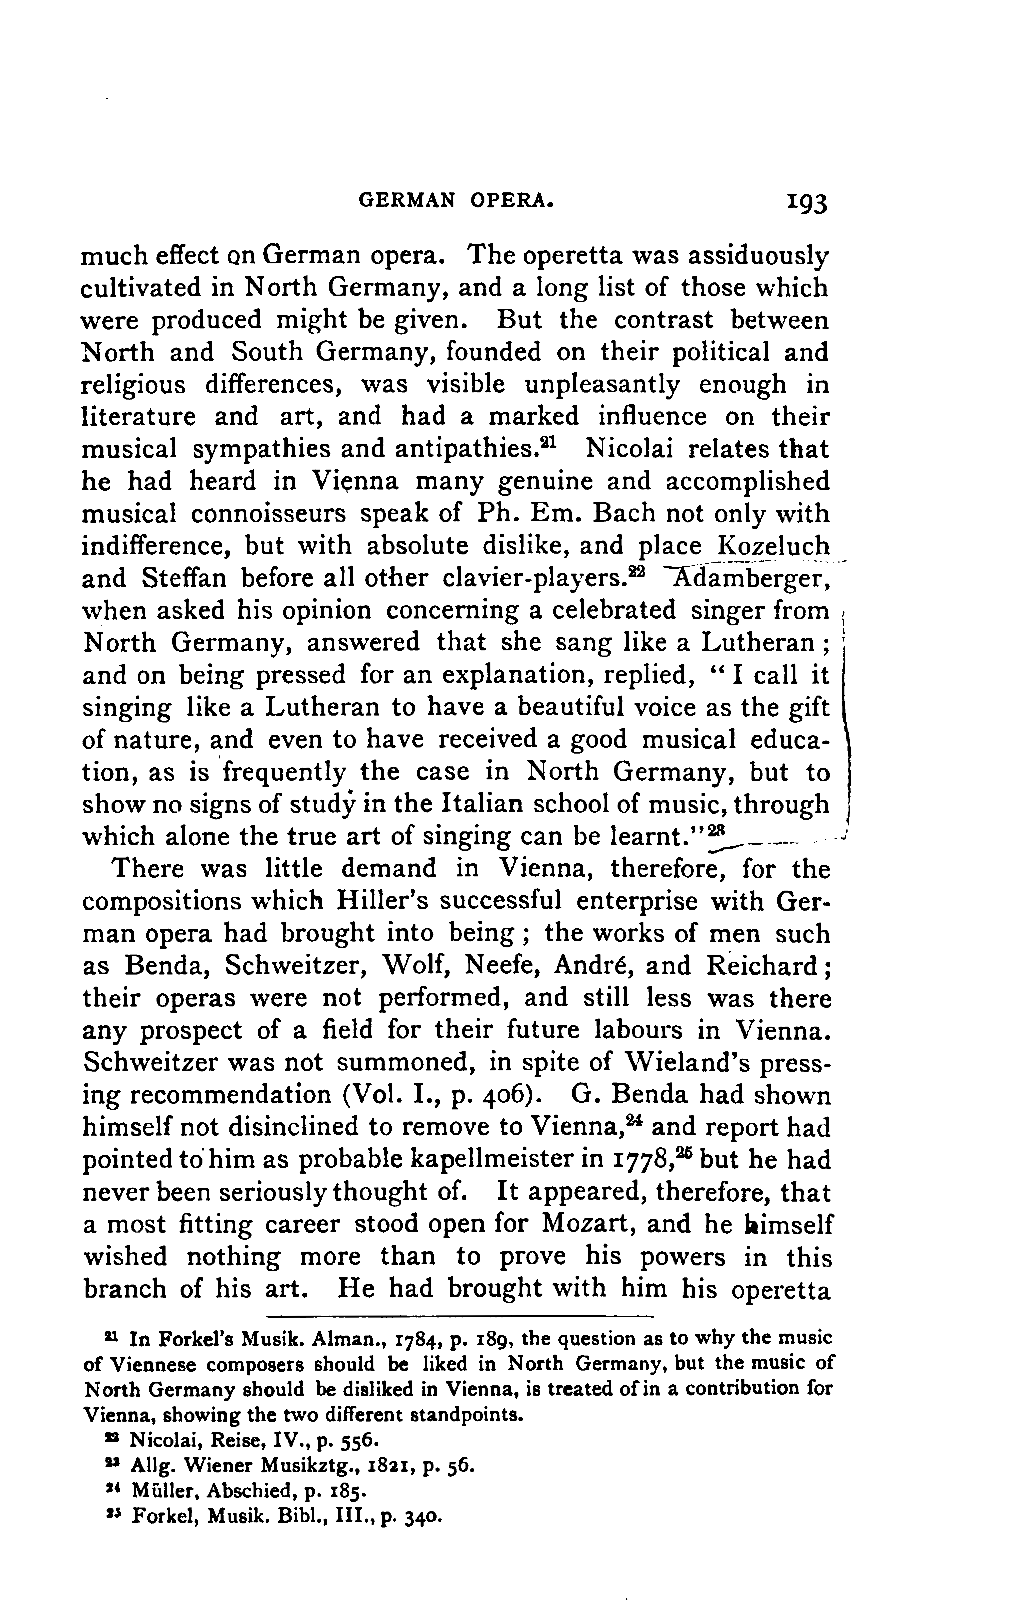 GERMAN OPERA. 193
much effect on German opera. The operetta was assiduously
cultivated in North Germany, and a long list of those which
were produced might be given. But the contrast between
North and South Germany, founded on their political and
religious differences, was visible unpleasantly enough in
literature and art, and had a marked influence on their
musical sympathies and antipathies.²¹ Nicolai relates that
he had heard in Vienna many genuine and accomplished
musical connoisseurs speak of Ph. Em. Bach not only with
indifference, but with absolute dislike, and place Kozeluch
and Steffan before all other clavier-players.²² Adamberger,
when asked his opinion concerning a celebrated singer from
North Germany, answered that she sang like a Lutheran ;
and on being pressed for an explanation, replied, “ I call it
singing like a Lutheran to have a beautiful voice as the gift
of nature, and even to have received a good musical educa-
tion, as is frequently the case in North Germany, but to
show no signs of study in the Italian school of music, through
which alone the true art of singing can be learnt.”²³
There was little demand in Vienna, therefore, for the
compositions which Hiller's successful enterprise with Ger-
man opera had brought into being ; the works of men such
as Benda, Schweitzer, Wolf, Neefe, André, and Reichard ;
their operas were not performed, and still less was there
any prospect of a field for their future labours in Vienna.
Schweitzer was not summoned, in spite of Wieland's press-
ing recommendation (Vol. I., p. 406). G. Benda had shown
himself not disinclined to remove to Vienna,²⁴ and report had
pointed to him as probable kapellmeister in 1778,²⁵ but he had
never been seriously thought of. It appeared, therefore, that
a most fitting career stood open for Mozart, and he himself
wished nothing more than to prove his powers in this
branch of his art. He had brought with him his operetta
²¹ In Forkel's Musik. Alman., 1784, p. 189, the question as to why the music
of Viennese composers should be liked in North Germany, but the music of
North Germany should be disliked in Vienna, is treated of in a contribution for
Vienna, showing the two different standpoints.
²² Nicolai, Reise, IV., p. 556.
²³ Allg. Wiener Musikztg., 1821, p. 56.
²⁴ Müller, Abschied, p. 185.
²⁵ Forkel, Musik. Bibl., III., p. 340.